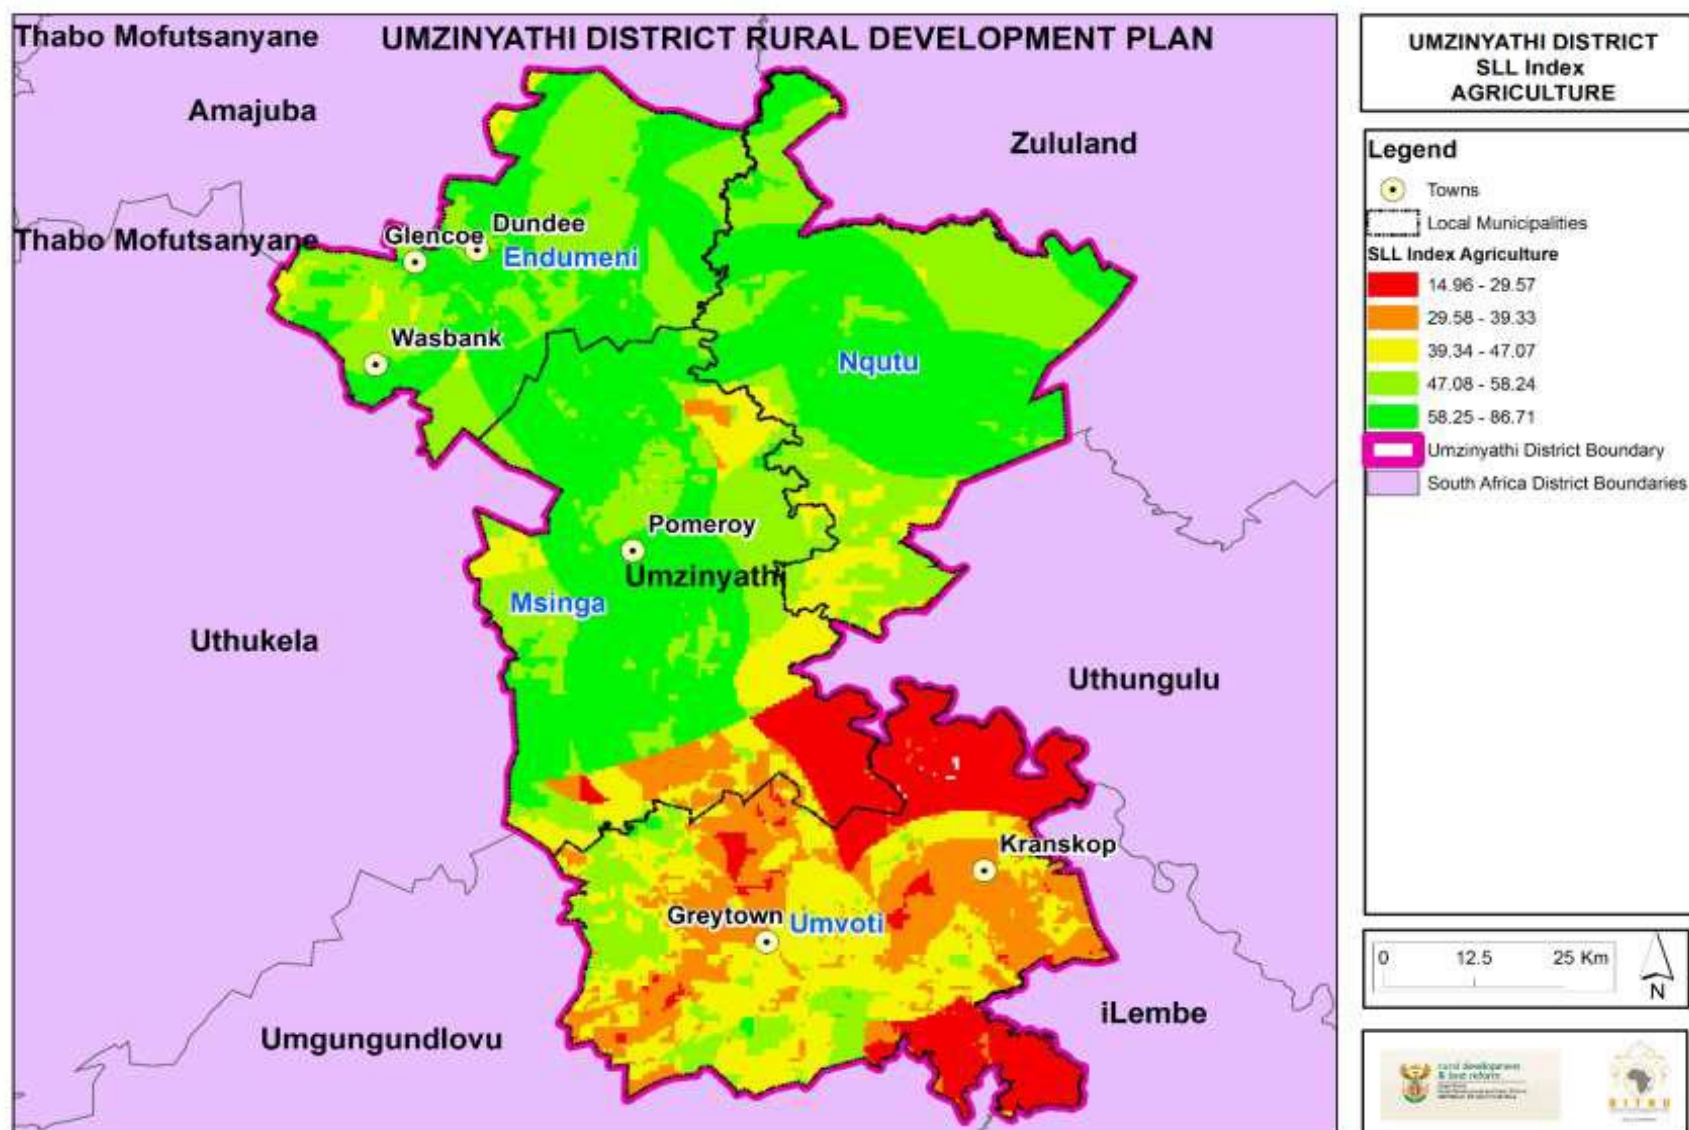 Thabo Mofutsanyane
UMZINYATHI DISTRICT RURAL DEVELOPMENT PLAN
Amajuba
Zululand
Thabo Mofutsanyane
Glencoe
Dundee
Endumeni
Wasbank
Nqutu
Pomeroy
Umzinyathi
Msinga
Uthukela
Uthungulu
Kranskop
Greytown
Umvoti
iLembe
Umgungundlovu
UMZINYATHI DISTRICT
SLL Index
AGRICULTURE
Legend
Towns
Local Municipalities
SLL Index Agriculture
14.96 - 29.57
29.58 - 39.33
39.34 - 47.07
47.08 - 58.24
58.25 - 86.71
Umzinyathi District Boundary
South Africa District Boundaries
0 12.5 25 Km
N
rural development
& land reform